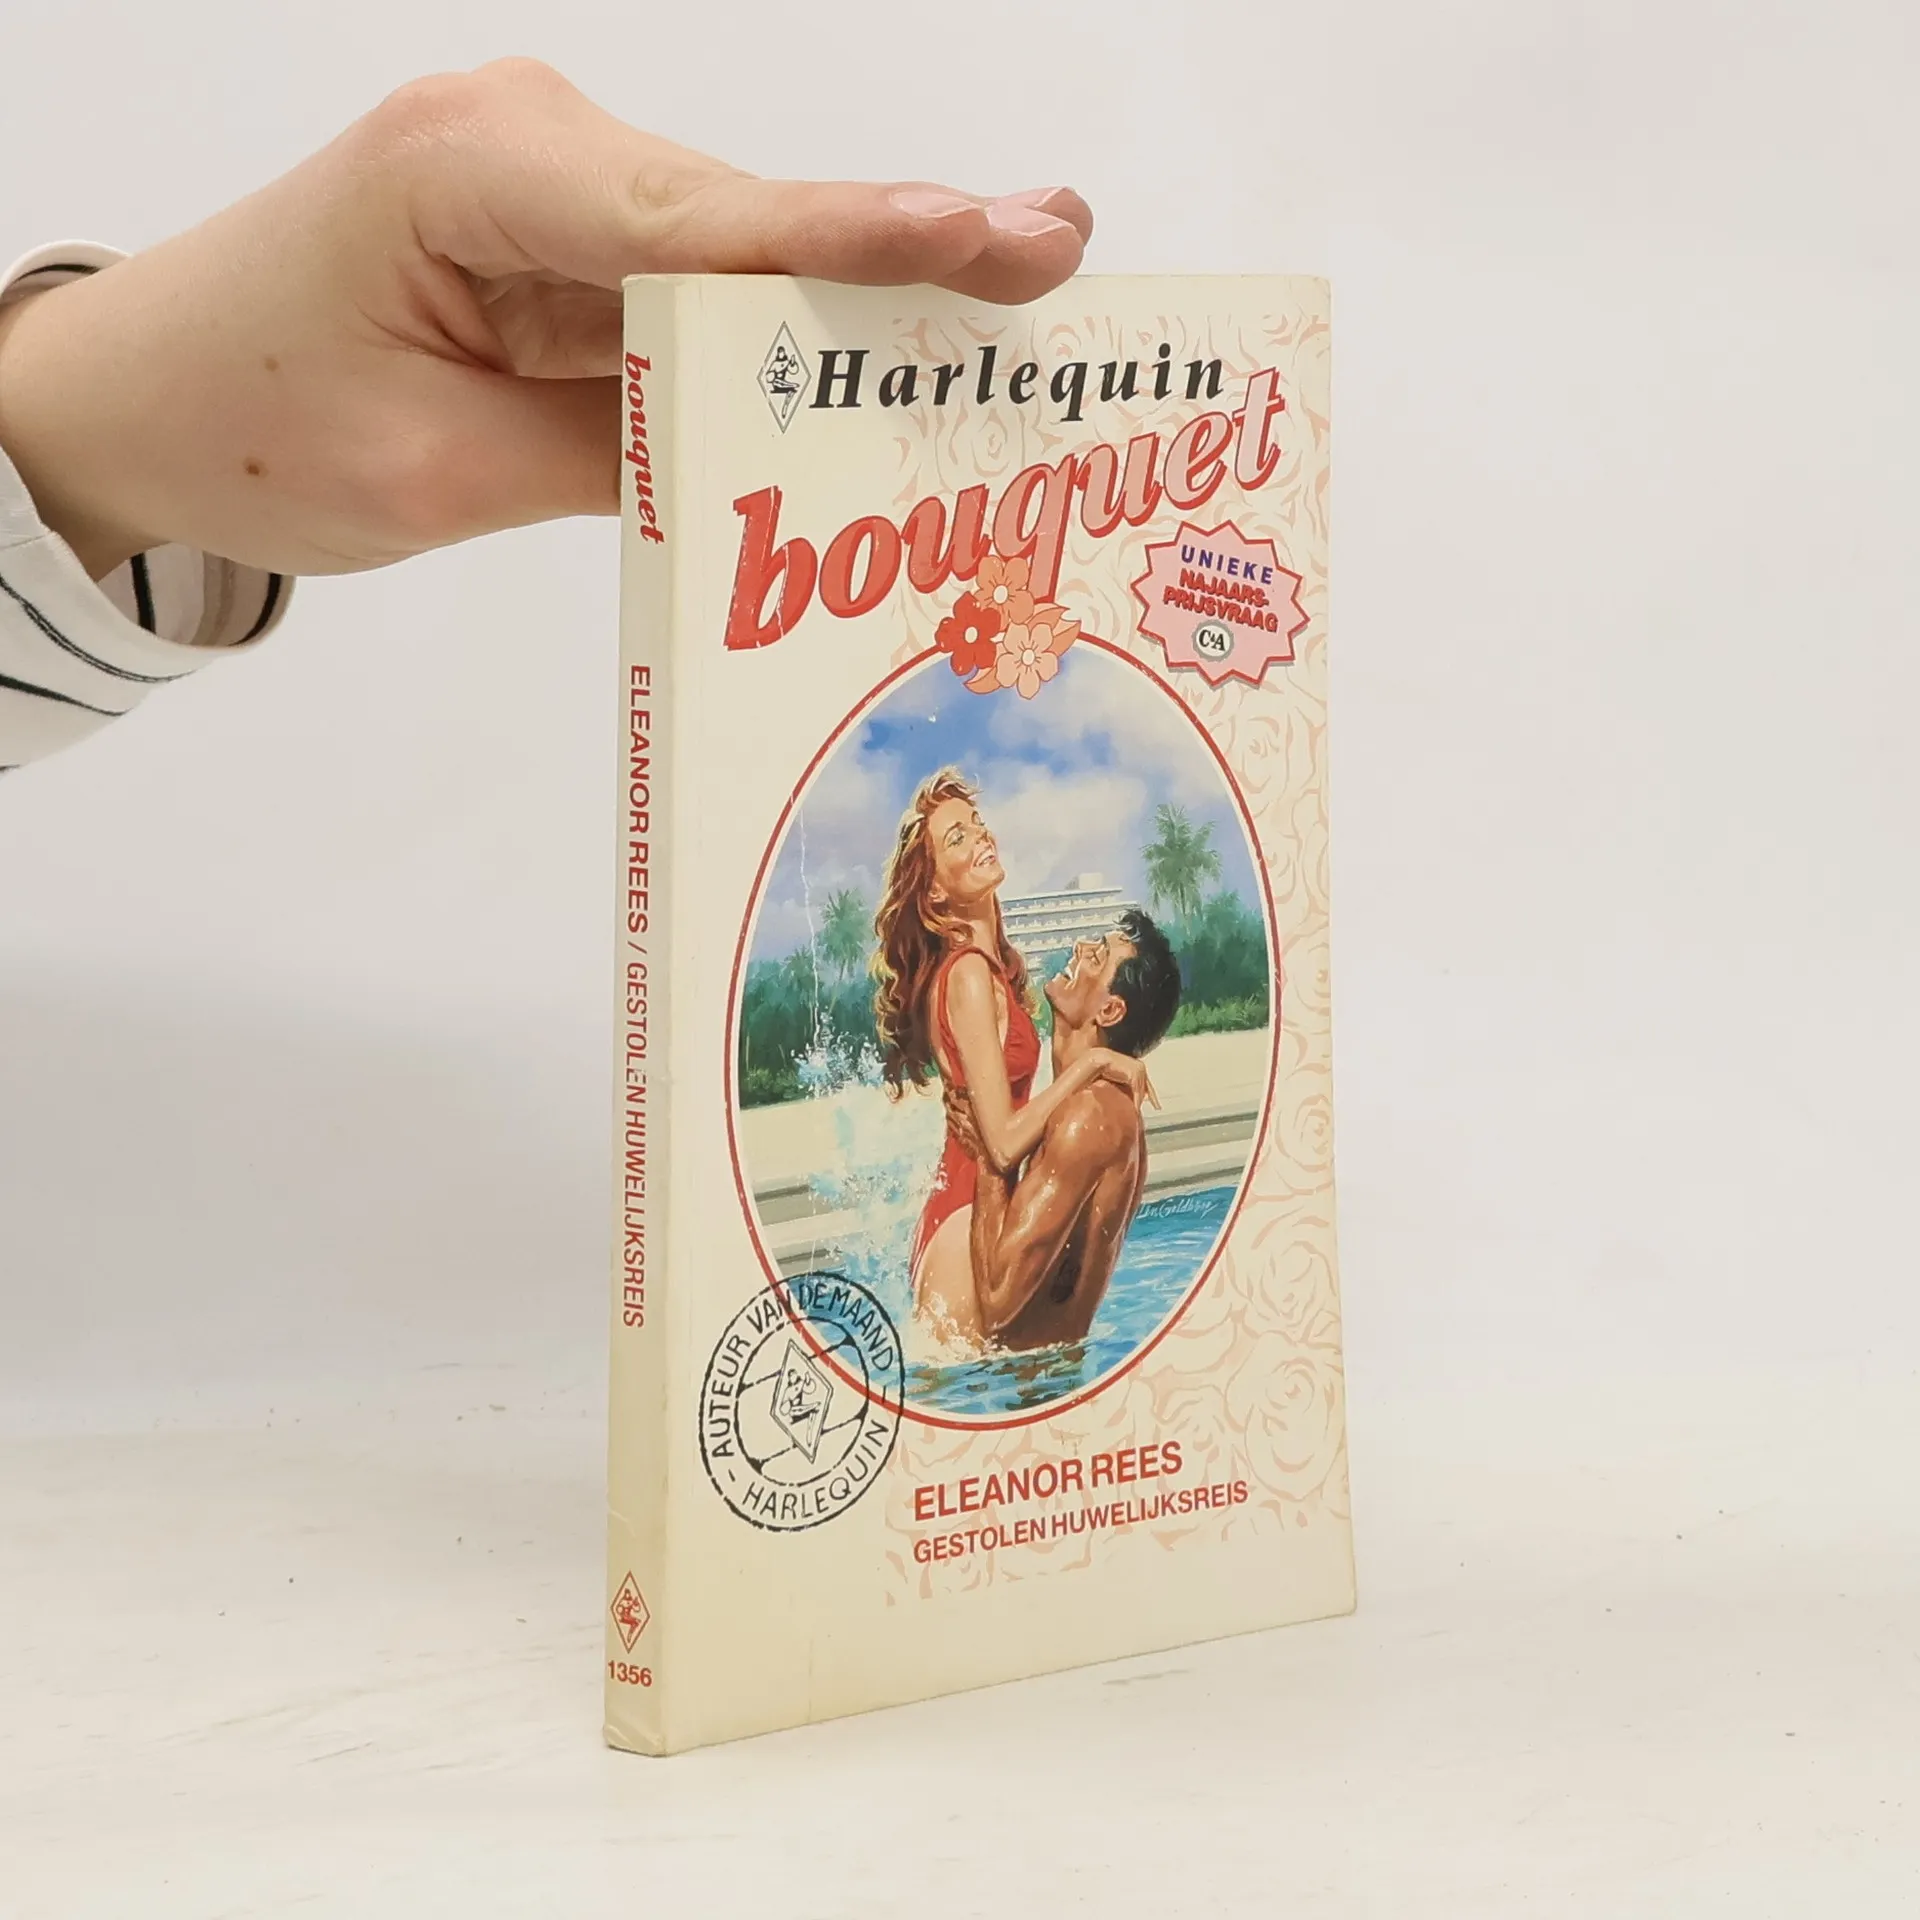 bouquet
ELEANOR REES / GESTOLEN HUWELIJKSREIS
1356
Harlequin
bouquet
UNIEKE
NAJAARS-
PRIJSVRAAG
C&A
AUTEUR VAN DE MAAND
- HARLEQUIN -
ELEANOR REES
GESTOLEN HUWELIJKSREIS